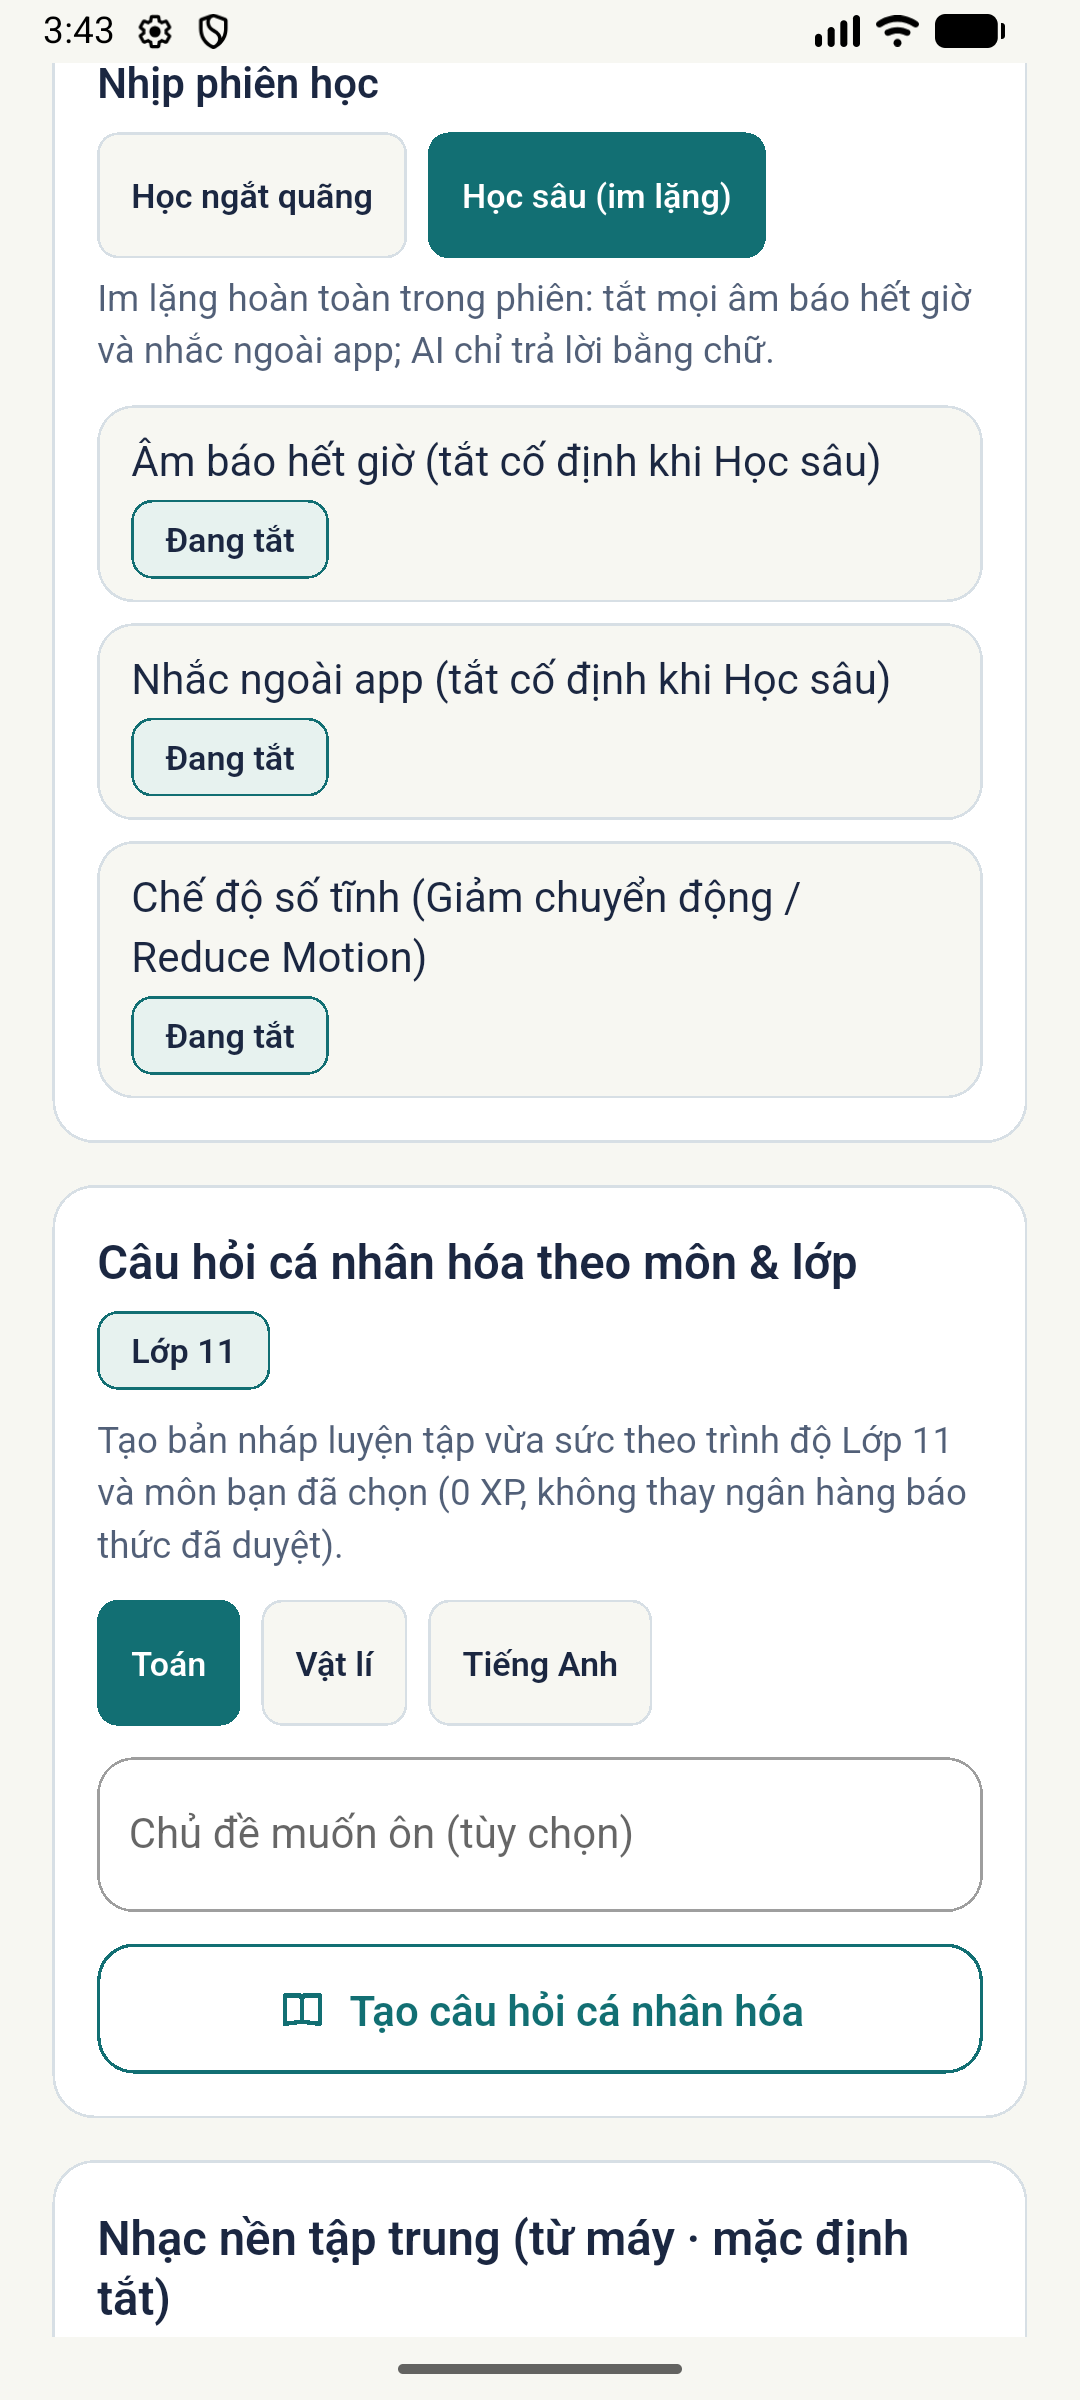 3:43
Nhịp phiên học
Học ngắt quãng
Học sâu (im lặng)
Im lặng hoàn toàn trong phiên: tắt mọi âm báo hết giờ
và nhắc ngoài app; AI chỉ trả lời bằng chữ.
Âm báo hết giờ (tắt cố định khi Học sâu)
Đang tắt
Nhắc ngoài app (tắt cố định khi Học sâu)
Đang tắt
Chế độ số tĩnh (Giảm chuyển động /
Reduce Motion)
Đang tắt
Câu hỏi cá nhân hóa theo môn & lớp
Lớp 11
Tạo bản nháp luyện tập vừa sức theo trình độ Lớp 11
và môn bạn đã chọn (0 XP, không thay ngân hàng báo
thức đã duyệt).
Toán
Vật lí
Tiếng Anh
Chủ đề muốn ôn (tùy chọn)
Tạo câu hỏi cá nhân hóa
Nhạc nền tập trung (từ máy · mặc định
tắt)